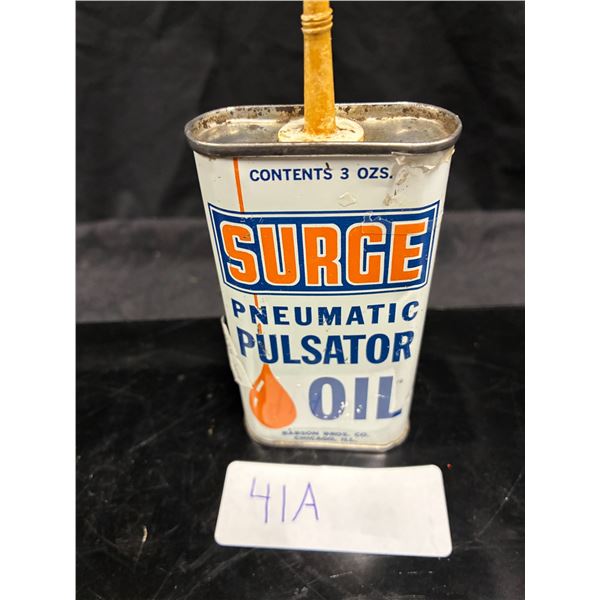 CONTENTS 3 OZS.
SURGE
PNEUMATIC
PULSATOR
OIL
BABSON BROS. CO.
CHICAGO, ILL.
41A